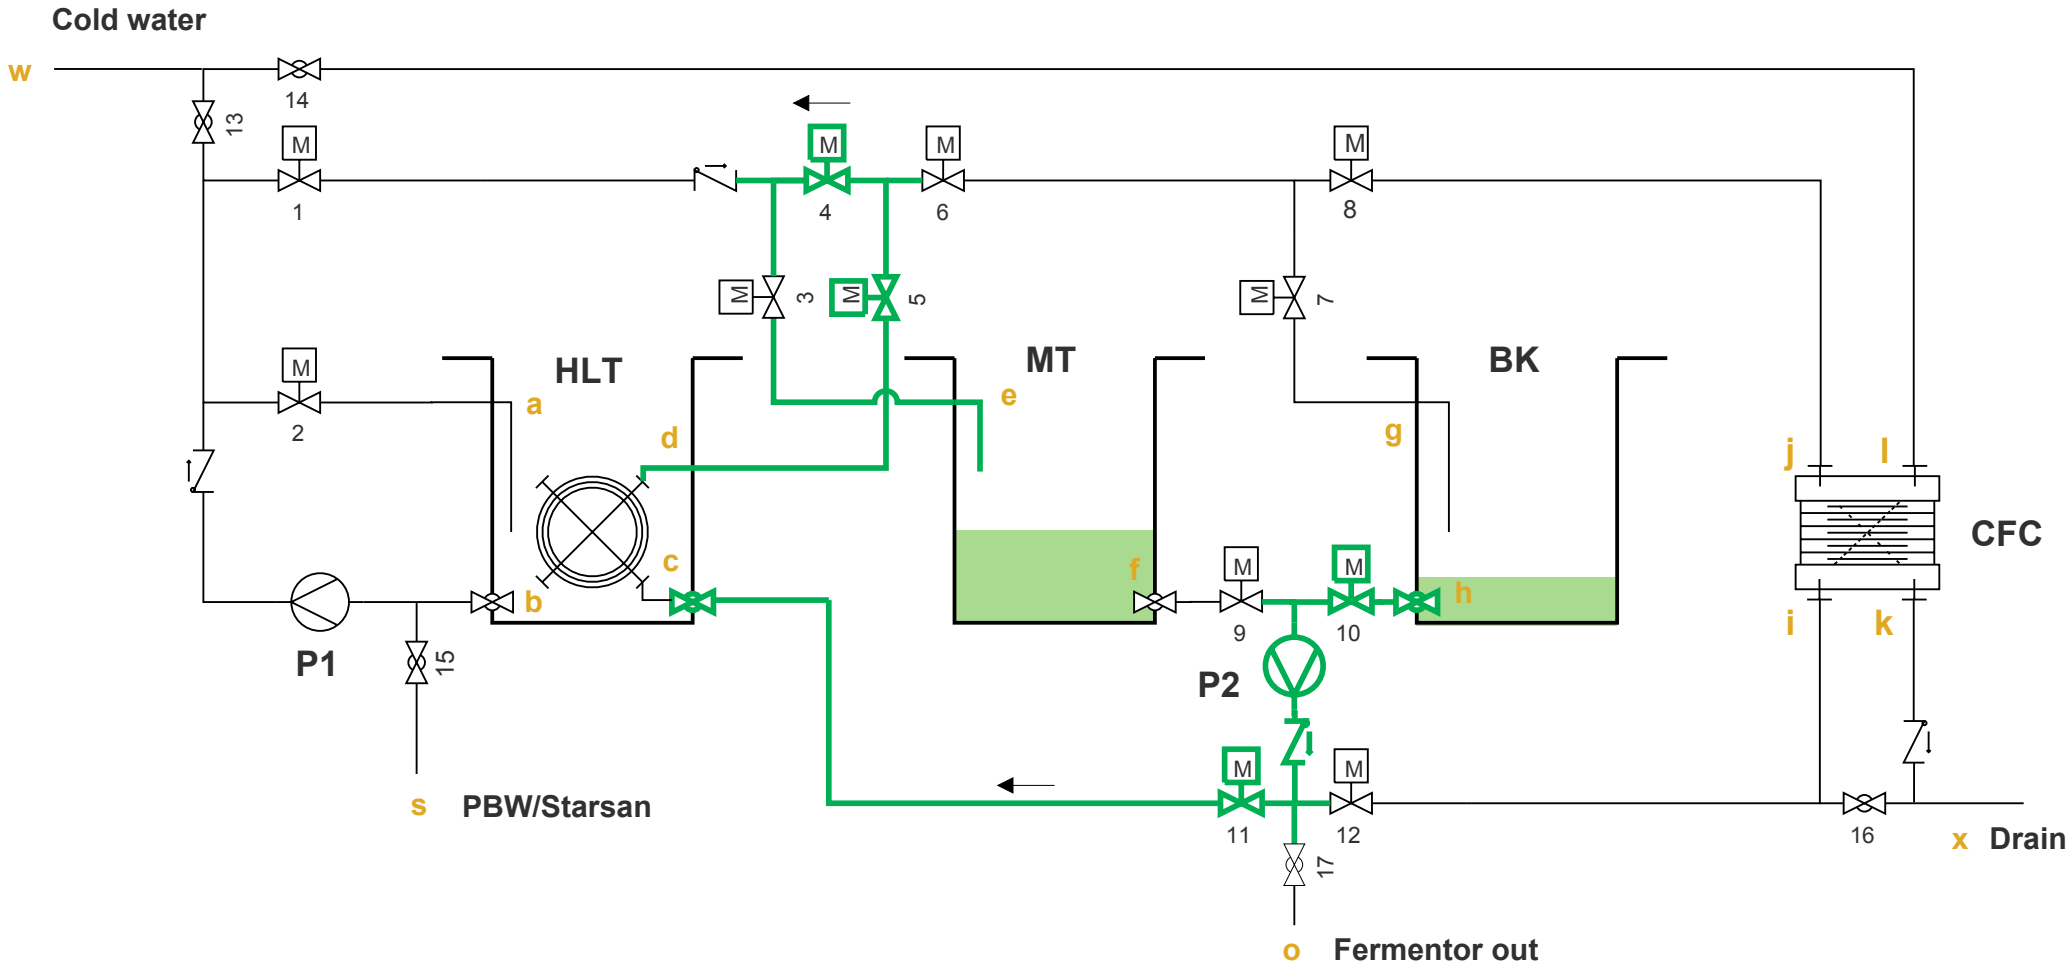 Cold water
w
14
13
M
M
M
M
1
4
6
8
M
3
M
5
M
7
M
HLT
MT
BK
a
e
2
d
g
j
l
CFC
c
f
M
M
h
b
9
10
i
k
P1
15
P2
M
M
s
PBW/Starsan
11
12
16
17
x
Drain
o
Fermentor out